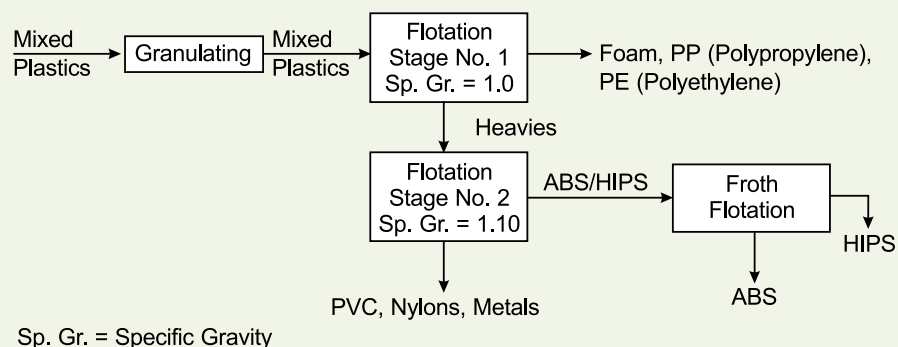 Mixed
Plastics
Granulating
Mixed
Plastics
Flotation
Stage No. 1
Sp. Gr. = 1.0
Foam, PP (Polypropylene),
PE (Polyethylene)
Heavies
Flotation
Stage No. 2
Sp. Gr. = 1.10
ABS/HIPS
Froth
Flotation
HIPS
ABS
PVC, Nylons, Metals
Sp. Gr. = Specific Gravity